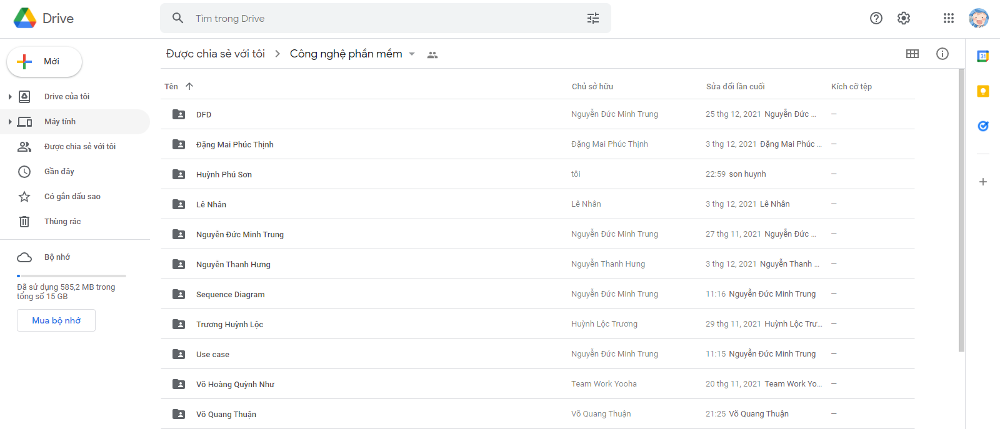 Drive
Tìm trong Drive
Mới
Được chia sẻ với tôi
Công nghệ phần mềm
31
Tên
Chủ sở hữu
Sửa đổi lần cuối
Kích cỡ tệp
Drive của tôi
Máy tính
Được chia sẻ với tôi
Gần đây
Có gắn dấu sao
Thùng rác
Bộ nhớ
Đã sử dụng 585,2 MB trong
tổng số 15 GB
Mua bộ nhớ
DFD Nguyễn Đức Minh Trung 25 thg 12, 2021 Nguyễn Đức ... —
Đặng Mai Phúc Thịnh Đặng Mai Phúc Thịnh 3 thg 12, 2021 Đặng Mai Phúc ... —
Huỳnh Phú Sơn tôi 22:59 son huynh —
Lê Nhân Lê Nhân 3 thg 12, 2021 Lê Nhân —
Nguyễn Đức Minh Trung Nguyễn Đức Minh Trung 27 thg 11, 2021 Nguyễn Đức ... —
Nguyễn Thanh Hưng Nguyễn Thanh Hưng 3 thg 12, 2021 Nguyễn Thanh ... —
Sequence Diagram Nguyễn Đức Minh Trung 11:16 Nguyễn Đức Minh Trung —
Trương Huỳnh Lộc Huỳnh Lộc Trương 29 thg 11, 2021 Huỳnh Lộc Trư... —
Use case Nguyễn Đức Minh Trung 11:15 Nguyễn Đức Minh Trung —
Võ Hoàng Quỳnh Như Team Work Yooha 20 thg 11, 2021 Team Work Yo... —
Võ Quang Thuận Võ Quang Thuận 21:25 Võ Quang Thuận —